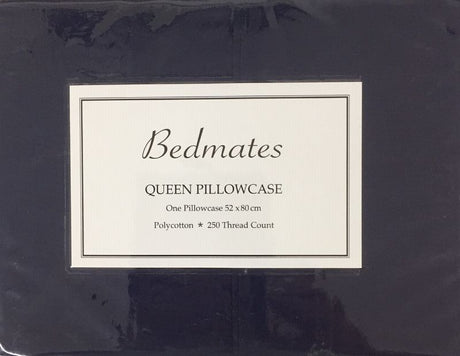 Bedmates
QUEEN PILLOWCASE
One Pillowcase 52 x 80 cm
Polycotton ★ 250 Thread Count